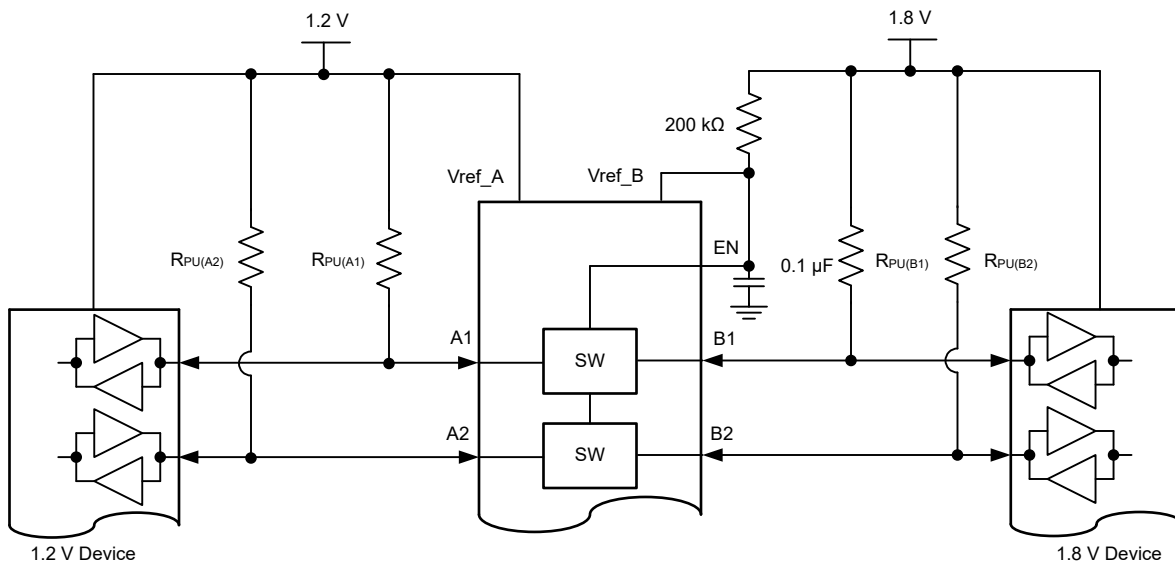 1.2 V
1.8 V
200 kΩ
Vref_A
Vref_B
EN
RPU(A2)
RPU(A1)
0.1 µF
RPU(B1)
RPU(B2)
A1
SW
B1
A2
SW
B2
1.2 V Device
1.8 V Device